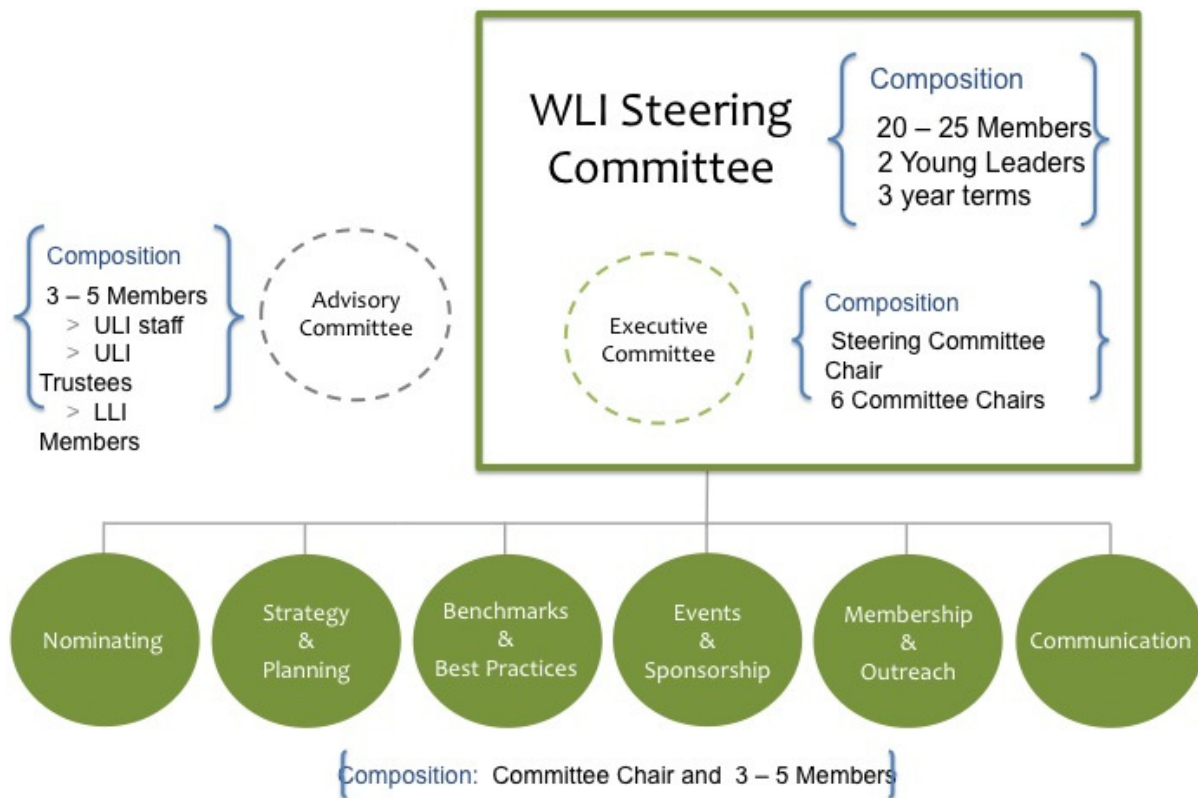 WLI Steering
Committee
Composition
20 – 25 Members
2 Young Leaders
3 year terms
Composition
3 – 5 Members
> ULI staff
> ULI
Trustees
> LLI
Members
Advisory
Committee
Executive
Committee
Composition
Steering Committee
Chair
6 Committee Chairs
Nominating
Strategy
&
Planning
Benchmarks
&
Best Practices
Events
&
Sponsorship
Membership
&
Outreach
Communication
Composition: Committee Chair and 3 – 5 Members